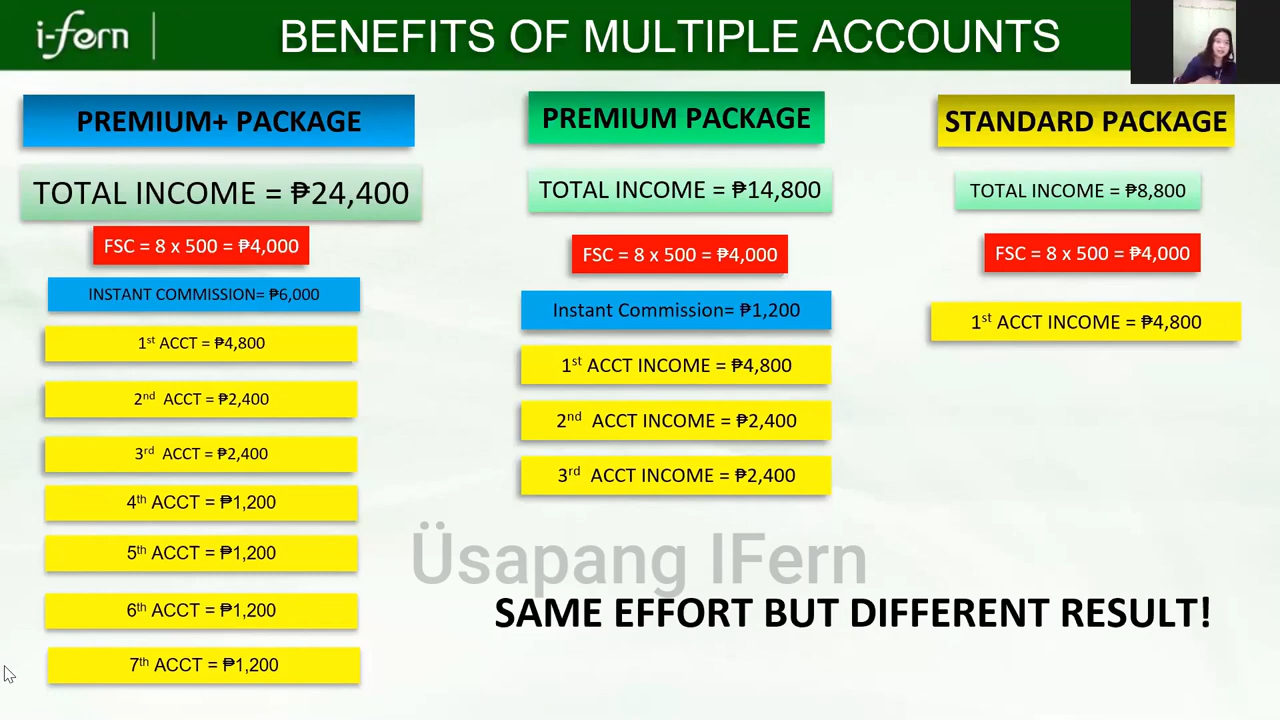 i-fern
BENEFITS OF MULTIPLE ACCOUNTS
PREMIUM+ PACKAGE
TOTAL INCOME = ₱24,400
FSC = 8 x 500 = ₱4,000
INSTANT COMMISSION= ₱6,000
1st ACCT = ₱4,800
2nd ACCT = ₱2,400
3rd ACCT = ₱2,400
4th ACCT = ₱1,200
5th ACCT = ₱1,200
6th ACCT = ₱1,200
7th ACCT = ₱1,200
PREMIUM PACKAGE
TOTAL INCOME = ₱14,800
FSC = 8 x 500 = ₱4,000
Instant Commission= ₱1,200
1st ACCT INCOME = ₱4,800
2nd ACCT INCOME = ₱2,400
3rd ACCT INCOME = ₱2,400
STANDARD PACKAGE
TOTAL INCOME = ₱8,800
FSC = 8 x 500 = ₱4,000
1st ACCT INCOME = ₱4,800
Üsapang IFern
SAME EFFORT BUT DIFFERENT RESULT!